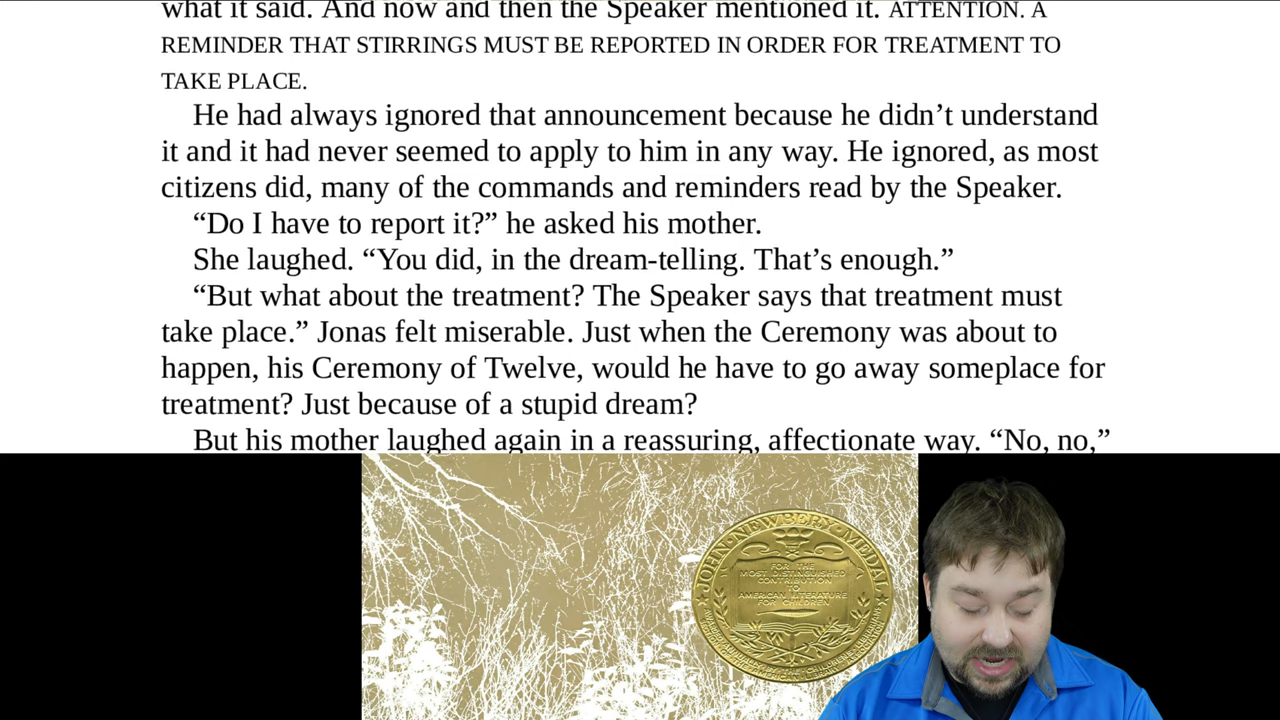 what it said. And now and then the Speaker mentioned it. ATTENTION. A
REMINDER THAT STIRRINGS MUST BE REPORTED IN ORDER FOR TREATMENT TO
TAKE PLACE.
He had always ignored that announcement because he didn’t understand
it and it had never seemed to apply to him in any way. He ignored, as most
citizens did, many of the commands and reminders read by the Speaker.
“Do I have to report it?” he asked his mother.
She laughed. “You did, in the dream-telling. That’s enough.”
“But what about the treatment? The Speaker says that treatment must
take place.” Jonas felt miserable. Just when the Ceremony was about to
happen, his Ceremony of Twelve, would he have to go away someplace for
treatment? Just because of a stupid dream?
But his mother laughed again in a reassuring, affectionate way. “No, no,”
JOHN NEWBERY MEDAL
FOR THE
MOST DISTINGUISHED
CONTRIBUTION
TO
AMERICAN LITERATURE
FOR CHILDREN